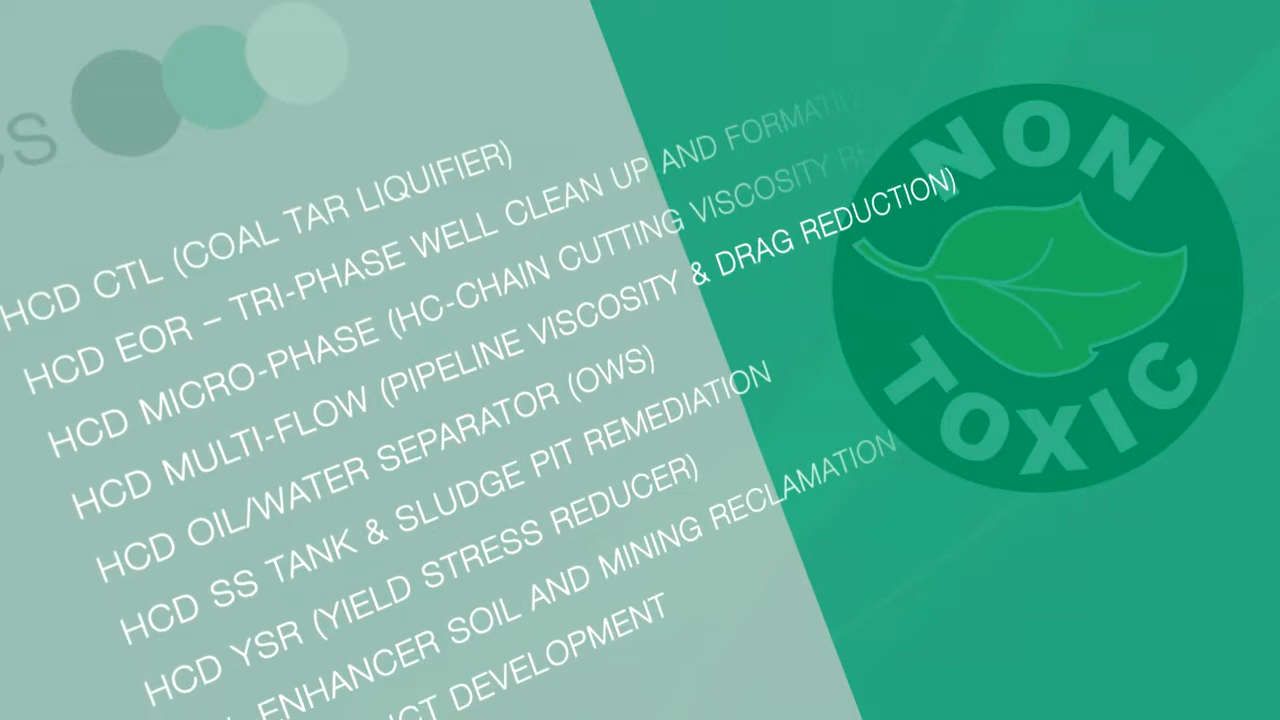 HCD CTL (COAL TAR LIQUIFIER)
HCD EOR – TRI-PHASE WELL CLEAN UP AND FORMATIO
HCD MICRO-PHASE (HC-CHAIN CUTTING VISCOSITY
HCD MULTI-FLOW (PIPELINE VISCOSITY & DRAG REDUCTION)
HCD OIL/WATER SEPARATOR (OWS)
HCD SS TANK & SLUDGE PIT REMEDIATION
HCD YSR (YIELD STRESS REDUCER)
ENHANCER SOIL AND MINING RECLAMATION
DEVELOPMENT
NON
TOXIC